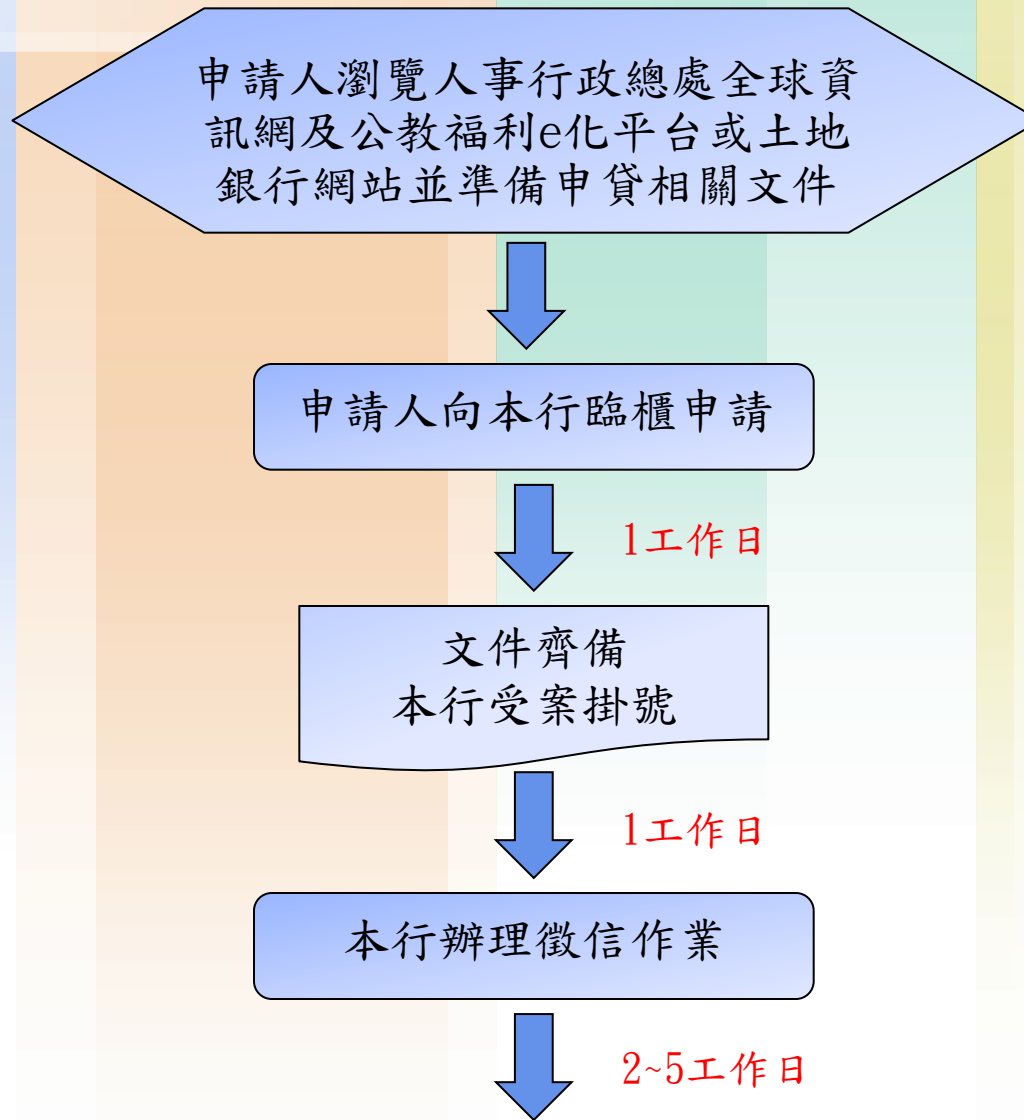 申請人瀏覽人事行政總處全球資
訊網及公教福利e化平台或土地
銀行網站並準備申貸相關文件
申請人向本行臨櫃申請
1工作日
文件齊備
本行受案掛號
1工作日
本行辦理徵信作業
2~5工作日